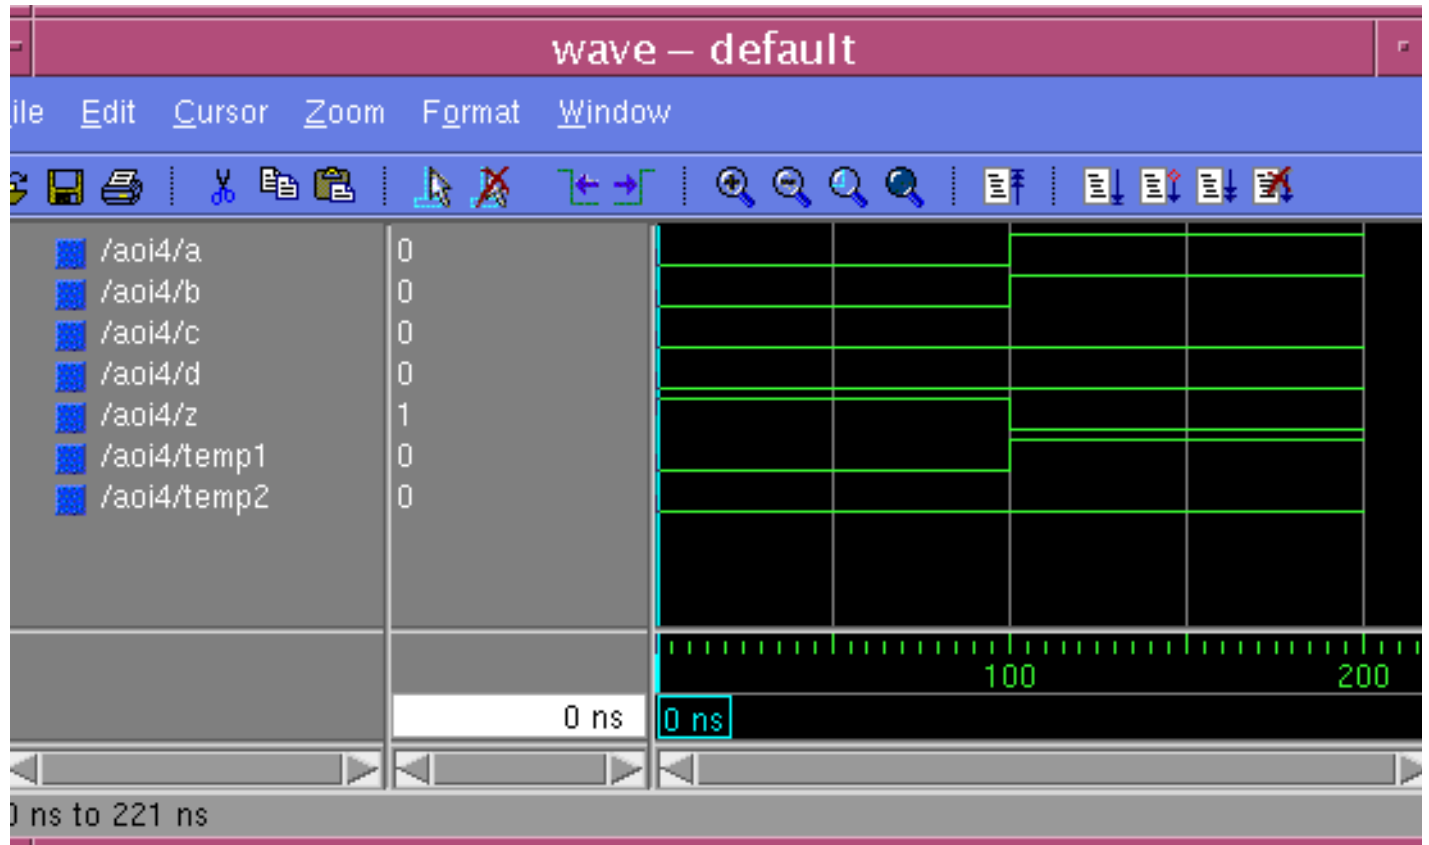 wave – default
ile Edit Cursor Zoom Format Window
/aoi4/a 0
/aoi4/b 0
/aoi4/c 0
/aoi4/d 0
/aoi4/z 1
/aoi4/temp1 0
/aoi4/temp2 0
100 200
0 ns 0 ns
0 ns to 221 ns